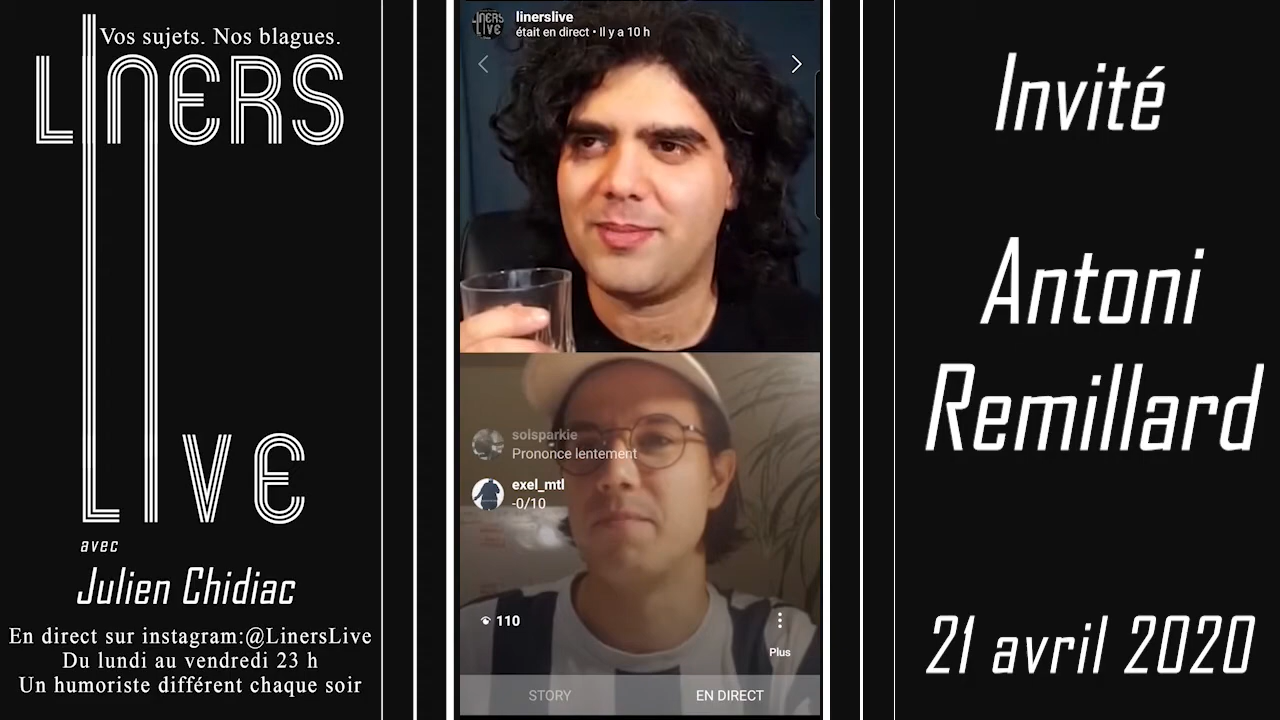 Vos sujets. Nos blagues.
LINERS
LIVE
avec
Julien Chidiac
En direct sur instagram:@LinersLive
Du lundi au vendredi 23 h
Un humoriste différent chaque soir
LINERS
LIVE
linerslive
était en direct • Il y a 10 h
solsparkie
Prononce lentement
exel_mtl
-0/10
110
Plus
STORY
EN DIRECT
Invité
Antoni
Remillard
21 avril 2020